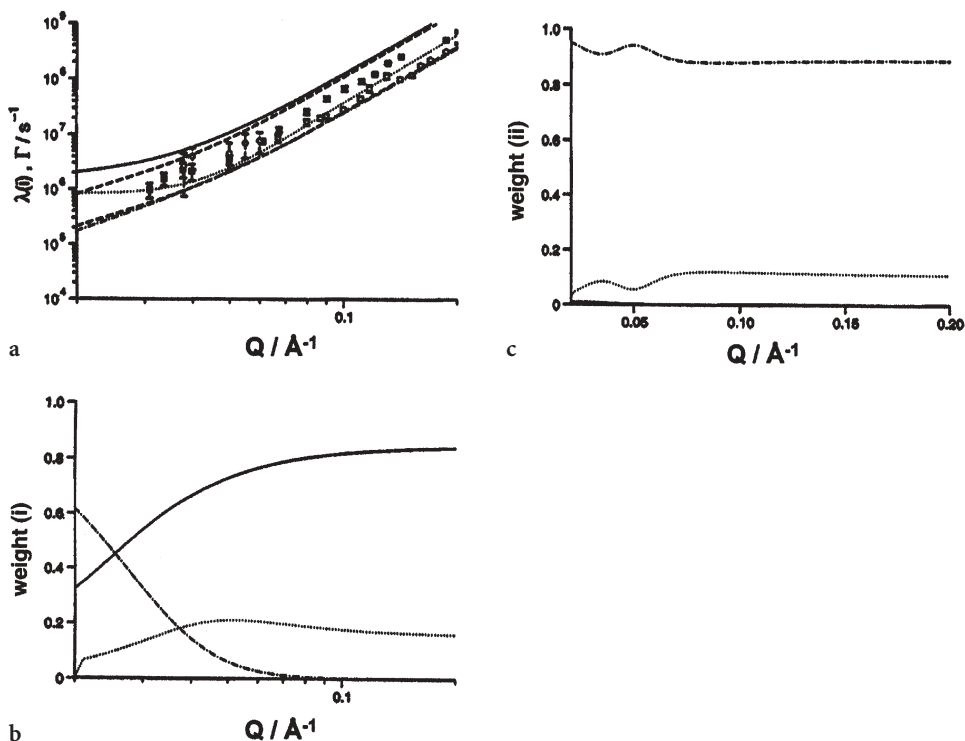 10⁹
10⁸
10⁷
10⁶
10⁵
10⁴
λ(i), Γ/s⁻¹
0.1
Q / Å⁻¹
a
1.0
0.8
0.6
0.4
0.2
0
weight (ii)
0.05
0.10
0.15
0.20
Q / Å⁻¹
c
1.0
0.8
0.6
0.4
0.2
0
weight (i)
0.1
Q / Å⁻¹
b